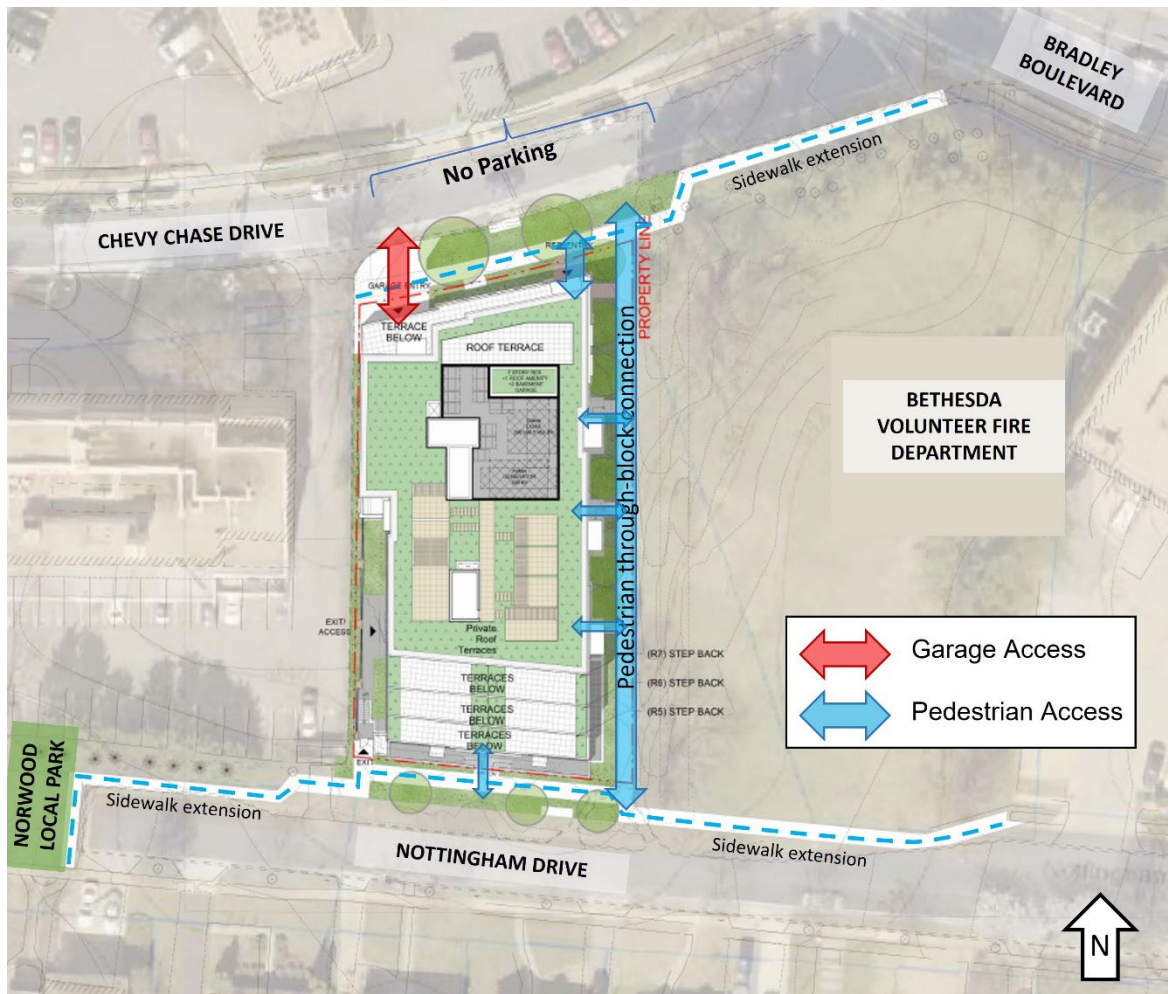 BRADLEY
BOULEVARD
No Parking
Sidewalk extension
CHEVY CHASE DRIVE
GARAGE ENTRY
TERRACE
BELOW
ROOF TERRACE
PROPERTY LINE
Pedestrian through-block connection
BETHESDA
VOLUNTEER FIRE
DEPARTMENT
EXIT/
ACCESS
Private
Roof
Terraces
(R7) STEP BACK
TERRACES
BELOW
(R6) STEP BACK
TERRACES
BELOW
(R5) STEP BACK
TERRACES
BELOW
EXIT
Garage Access
Pedestrian Access
NORWOOD
LOCAL PARK
Sidewalk extension
Sidewalk extension
NOTTINGHAM DRIVE
N